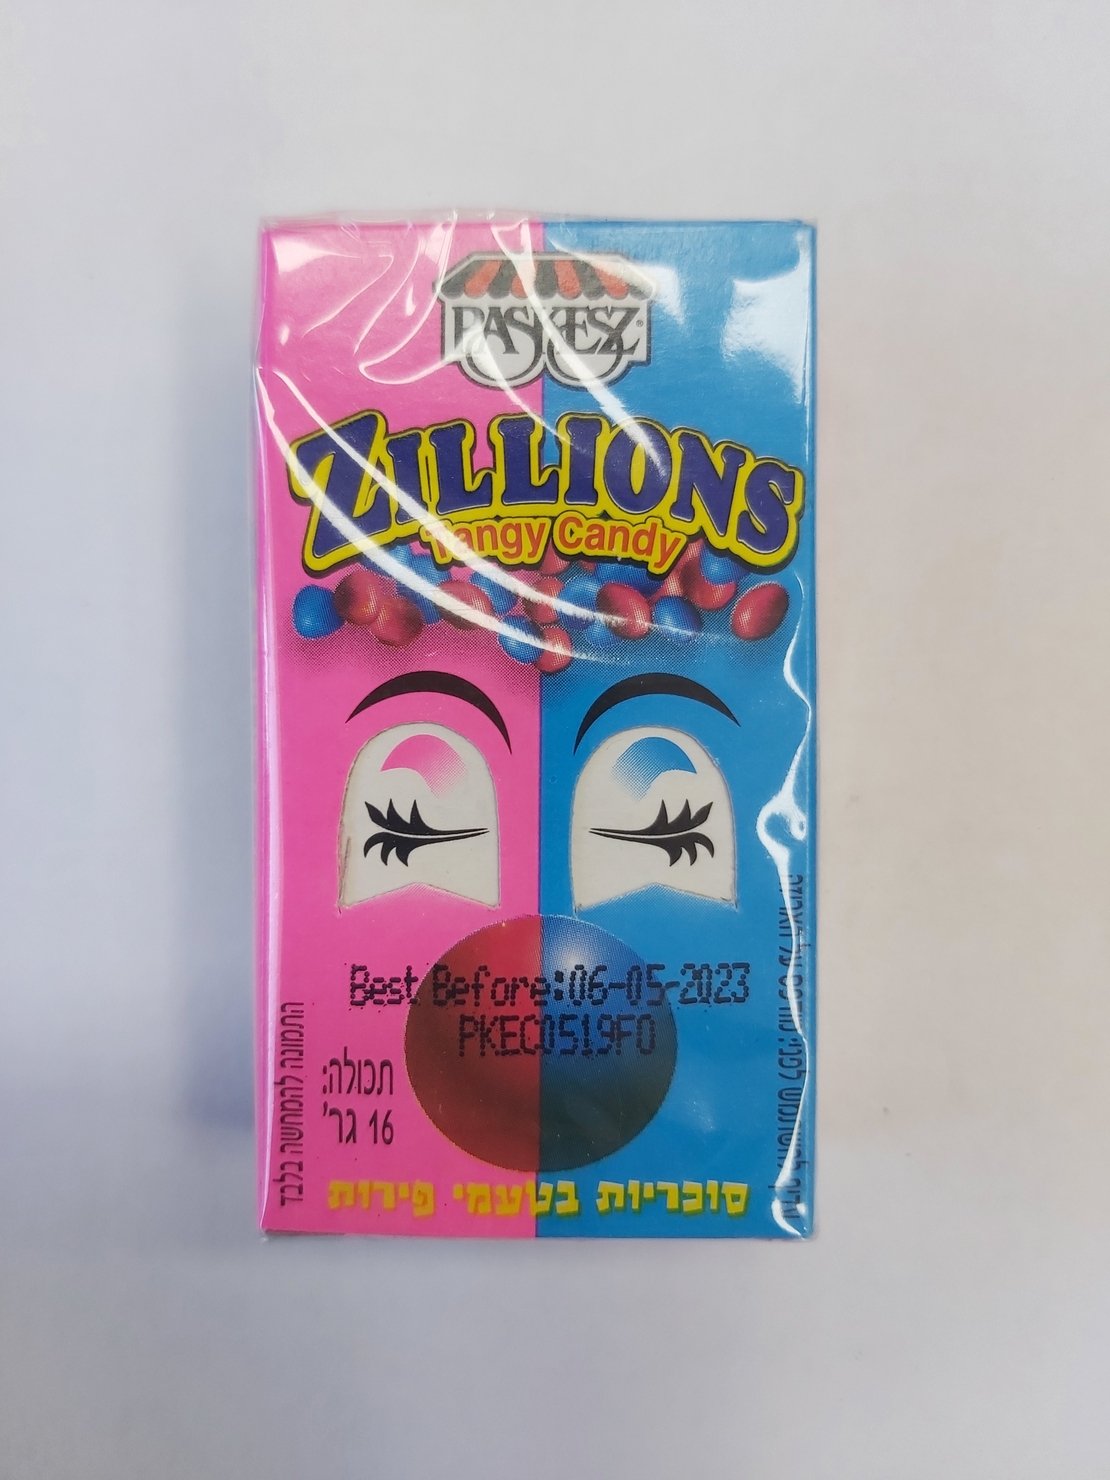 PASKESZ®
ZILLIONS
Tangy Candy
Best Before:06-05-2023
PKEC0519F0
תכולה:
16 גר'
התמונה להמחשה בלבד
סוכריות בטעמי פירות